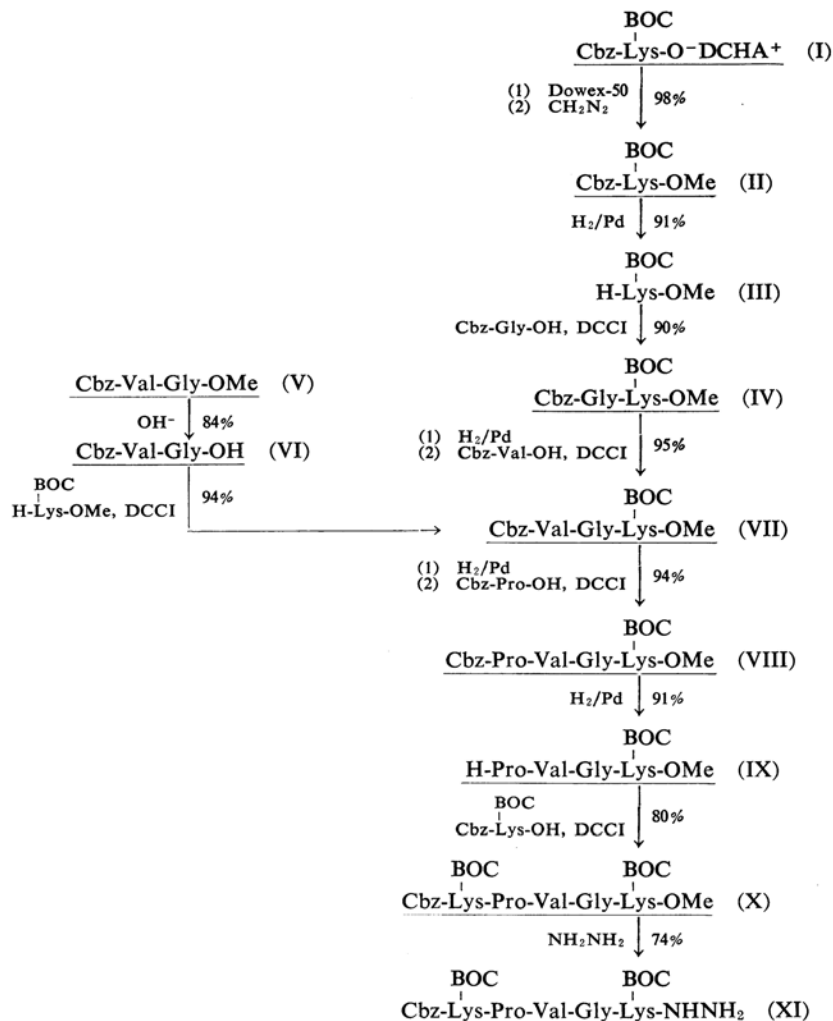 BOC
Cbz-Lys-O⁻DCHA⁺ (I)
(1) Dowex-50
(2) CH₂N₂
98%
BOC
Cbz-Lys-OMe (II)
H₂/Pd 91%
BOC
H-Lys-OMe (III)
Cbz-Gly-OH, DCCI 90%
BOC
Cbz-Gly-Lys-OMe (IV)
Cbz-Val-Gly-OMe (V)
OH⁻ 84%
Cbz-Val-Gly-OH (VI)
BOC
H-Lys-OMe, DCCI
94%
(1) H₂/Pd
(2) Cbz-Val-OH, DCCI
95%
BOC
Cbz-Val-Gly-Lys-OMe (VII)
(1) H₂/Pd
(2) Cbz-Pro-OH, DCCI
94%
BOC
Cbz-Pro-Val-Gly-Lys-OMe (VIII)
H₂/Pd 91%
BOC
H-Pro-Val-Gly-Lys-OMe (IX)
BOC
Cbz-Lys-OH, DCCI
80%
BOC BOC
Cbz-Lys-Pro-Val-Gly-Lys-OMe (X)
NH₂NH₂ 74%
BOC BOC
Cbz-Lys-Pro-Val-Gly-Lys-NHNH₂ (XI)